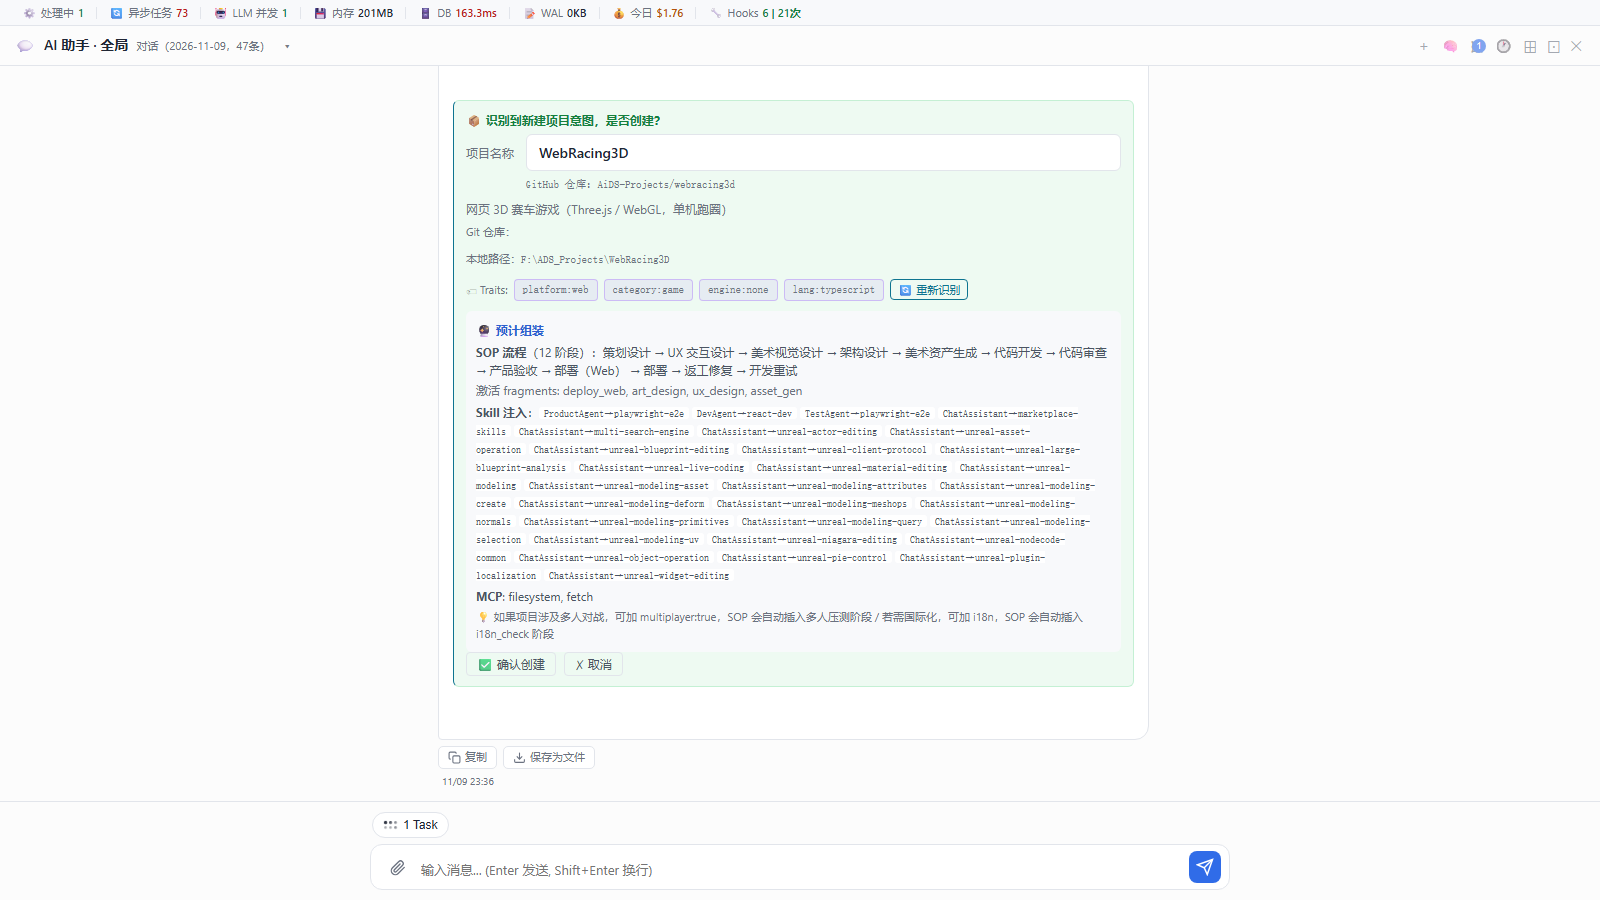 处理中 1 异步任务 73 LLM 并发 1 内存 201MB DB 163.3ms WAL 0KB 今日 $1.76 Hooks 6 | 21次
AI 助手 · 全局 对话（2026-11-09，47条）
识别到新建项目意图，是否创建？
项目名称 WebRacing3D
GitHub 仓库: AiDS-Projects/webracing3d
网页 3D 赛车游戏（Three.js / WebGL，单机跑圈）
Git 仓库:
本地路径: F:\ADS_Projects\WebRacing3D
Traits: platform:web category:game engine:none lang:typescript 重新识别
预计组装
SOP 流程（12 阶段）: 策划设计 → UX 交互设计 → 美术视觉设计 → 架构设计 → 美术资产生成 → 代码开发 → 代码审查
→ 产品验收 → 部署（Web） → 部署 → 返工修复 → 开发重试
激活 fragments: deploy_web, art_design, ux_design, asset_gen
Skill 注入: ProductAgent→playwright-e2e DevAgent→react-dev TestAgent→playwright-e2e ChatAssistant→marketplace-
skills ChatAssistant→multi-search-engine ChatAssistant→unreal-actor-editing ChatAssistant→unreal-asset-
operation ChatAssistant→unreal-blueprint-editing ChatAssistant→unreal-client-protocol ChatAssistant→unreal-large-
blueprint-analysis ChatAssistant→unreal-live-coding ChatAssistant→unreal-material-editing ChatAssistant→unreal-
modeling ChatAssistant→unreal-modeling-asset ChatAssistant→unreal-modeling-attributes ChatAssistant→unreal-modeling-
create ChatAssistant→unreal-modeling-deform ChatAssistant→unreal-modeling-meshops ChatAssistant→unreal-modeling-
normals ChatAssistant→unreal-modeling-primitives ChatAssistant→unreal-modeling-query ChatAssistant→unreal-modeling-
selection ChatAssistant→unreal-modeling-uv ChatAssistant→unreal-niagara-editing ChatAssistant→unreal-nodecode-
common ChatAssistant→unreal-object-operation ChatAssistant→unreal-pie-control ChatAssistant→unreal-plugin-
localization ChatAssistant→unreal-widget-editing
MCP: filesystem, fetch
如果项目涉及多人对战，可加 multiplayer:true，SOP 会自动插入多人压测阶段 / 若需国际化，可加 i18n，SOP 会自动插入
i18n_check 阶段
✅ 确认创建 ✗ 取消
复制 保存为文件
11/09 23:36
1 Task
输入消息... (Enter 发送, Shift+Enter 换行)